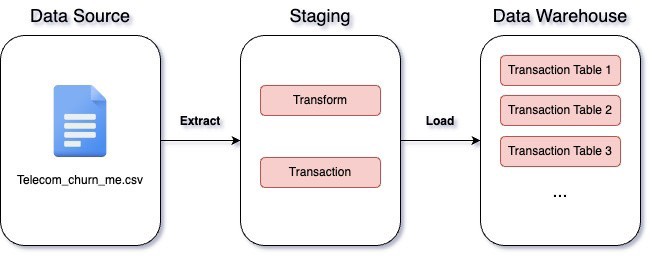 Data Source
Staging
Data Warehouse
Telecom_churn_me.csv
Extract
Transform
Transaction
Load
Transaction Table 1
Transaction Table 2
Transaction Table 3
...